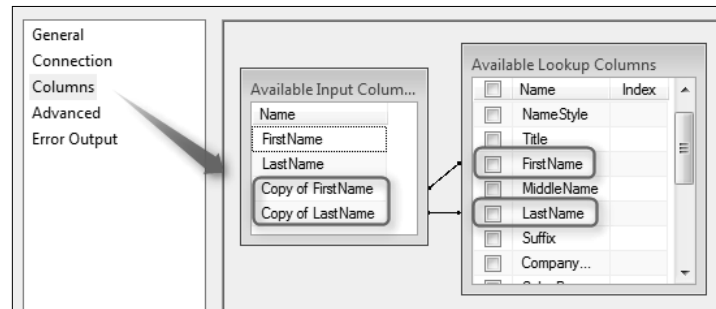 General
Connection
Columns
Advanced
Error Output
Available Input Colum...
Name
FirstName
LastName
Copy of FirstName
Copy of LastName
Available Lookup Columns
Name Index
NameStyle
Title
FirstName
MiddleName
LastName
Suffix
Company...